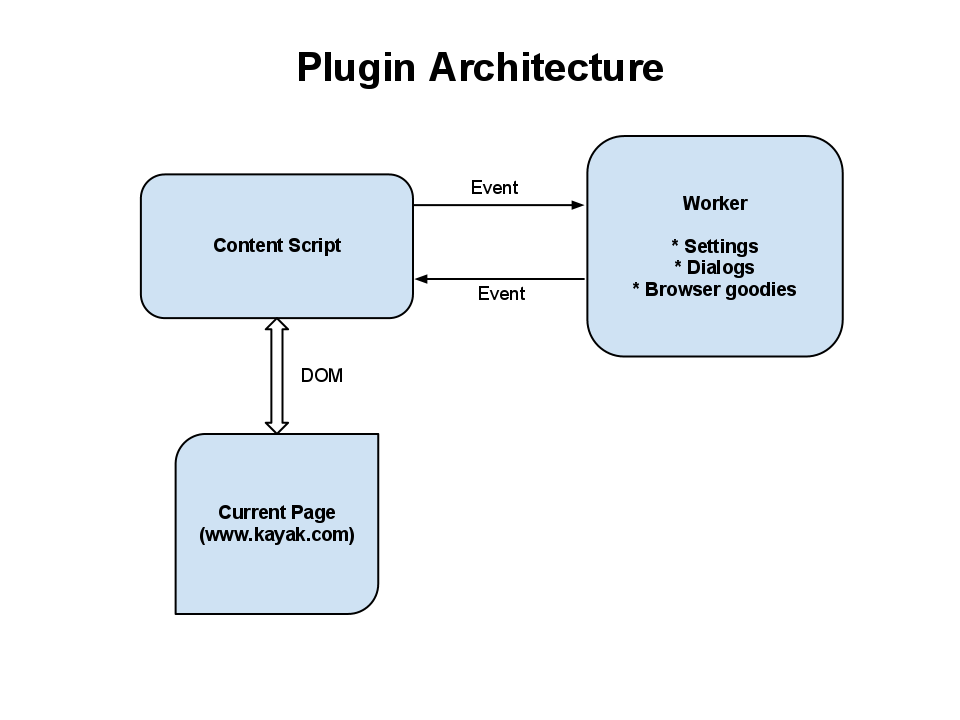 Plugin Architecture
Event
Worker
Content Script
* Settings
* Dialogs
* Browser goodies
Event
DOM
Current Page
(www.kayak.com)